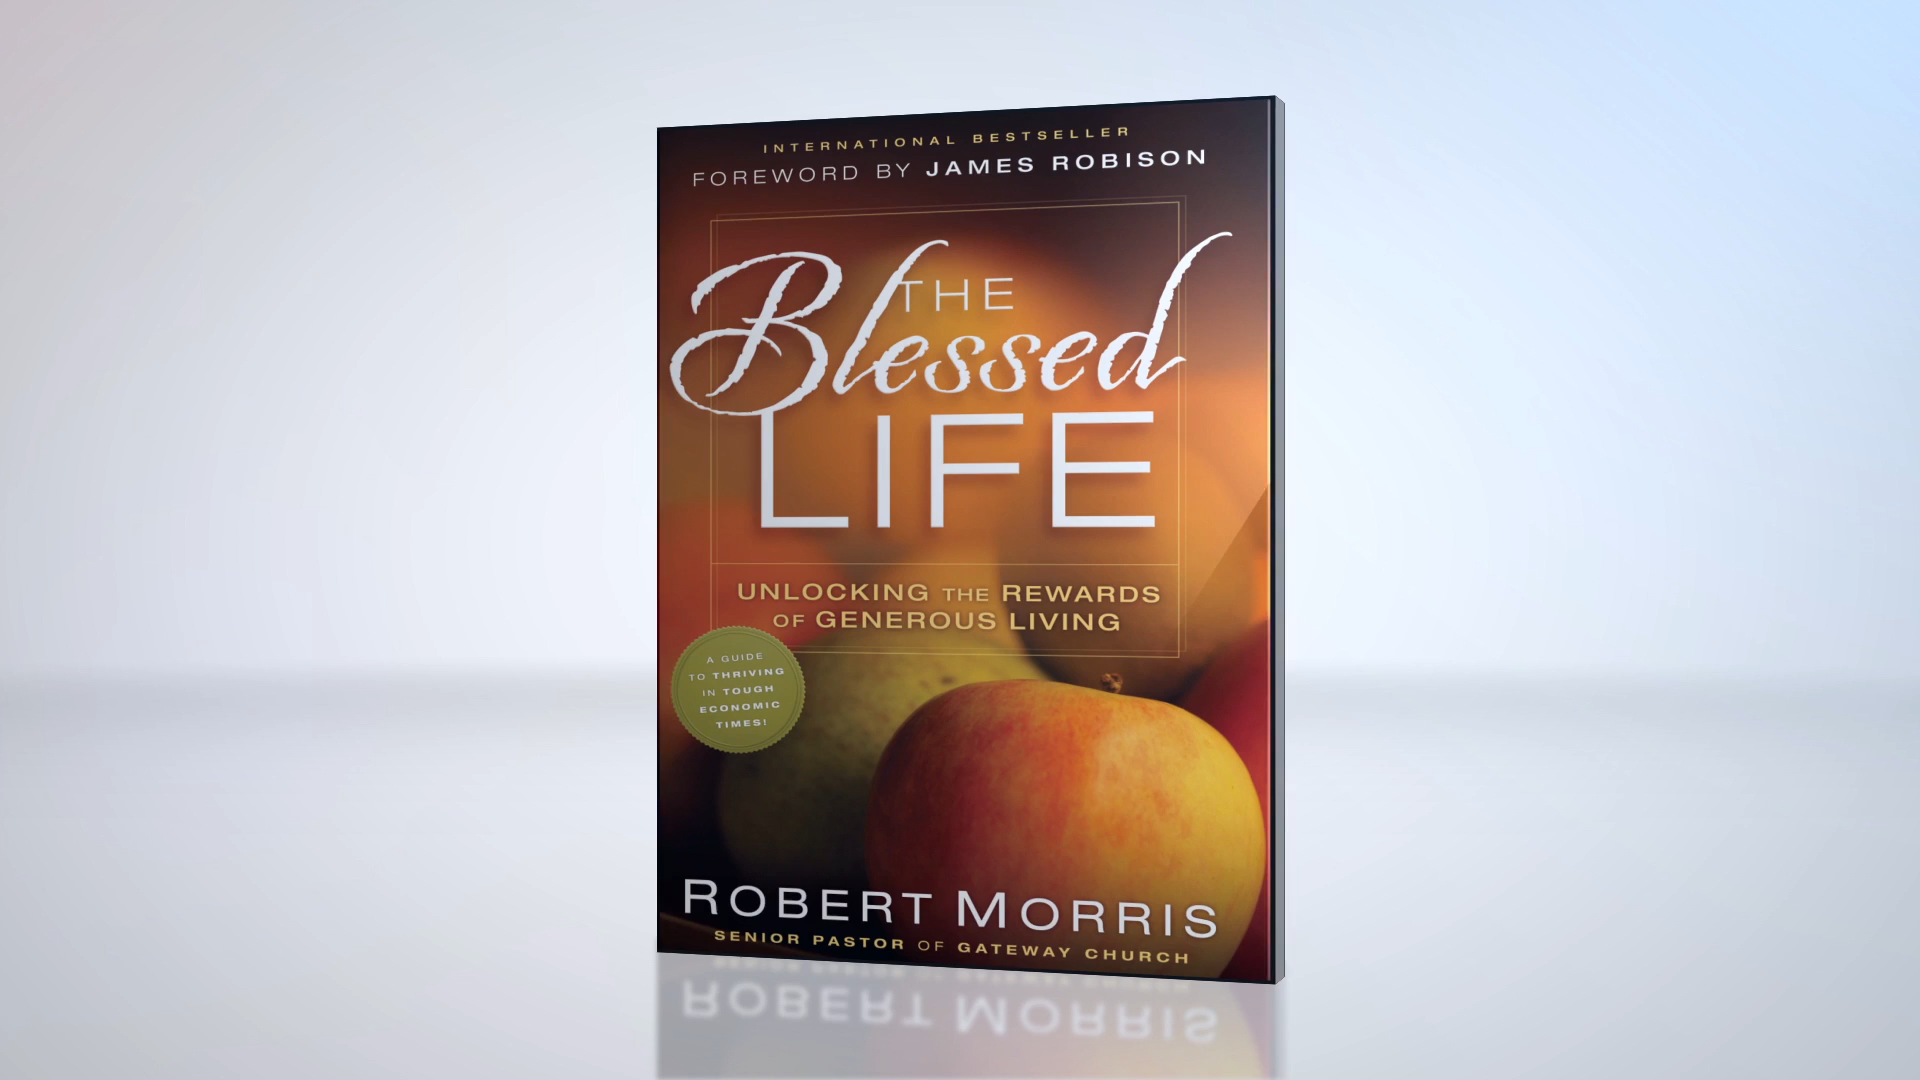 INTERNATIONAL BESTSELLER
FOREWORD BY JAMES ROBISON
THE
Blessed
LIFE
UNLOCKING THE REWARDS
OF GENEROUS LIVING
A GUIDE
TO THRIVING
IN TOUGH
ECONOMIC
TIMES!
ROBERT MORRIS
SENIOR PASTOR OF GATEWAY CHURCH